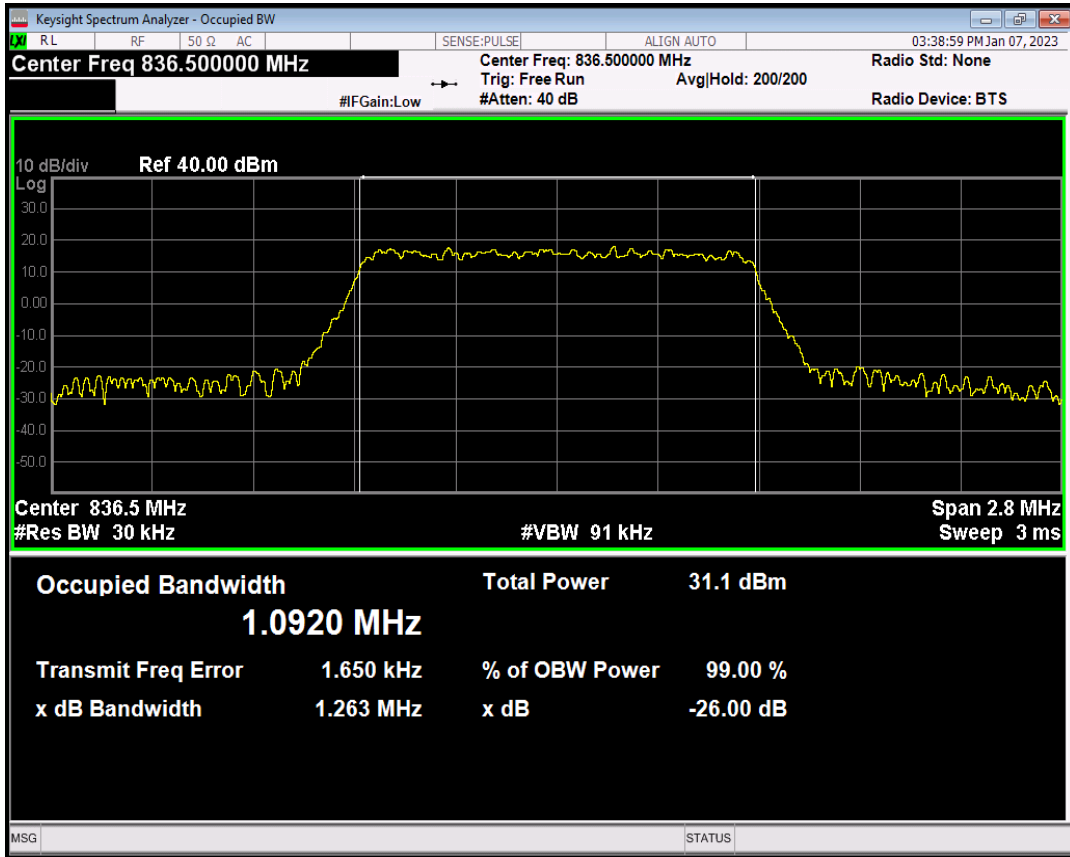 Keysight Spectrum Analyzer - Occupied BW
LXI RL RF 50 Ω AC SENSE:PULSE ALIGN AUTO 03:38:59 PM Jan 07, 2023
Center Freq 836.500000 MHz Center Freq: 836.500000 MHz Radio Std: None
Trig: Free Run Avg|Hold: 200/200
#IFGain:Low #Atten: 40 dB Radio Device: BTS
10 dB/div Ref 40.00 dBm
Log
30.0
20.0
10.0
0.00
-10.0
-20.0
-30.0
-40.0
-50.0
Center 836.5 MHz Span 2.8 MHz
#Res BW 30 kHz #VBW 91 kHz Sweep 3 ms
Occupied Bandwidth Total Power 31.1 dBm
1.0920 MHz
Transmit Freq Error 1.650 kHz % of OBW Power 99.00 %
x dB Bandwidth 1.263 MHz x dB -26.00 dB
MSG STATUS